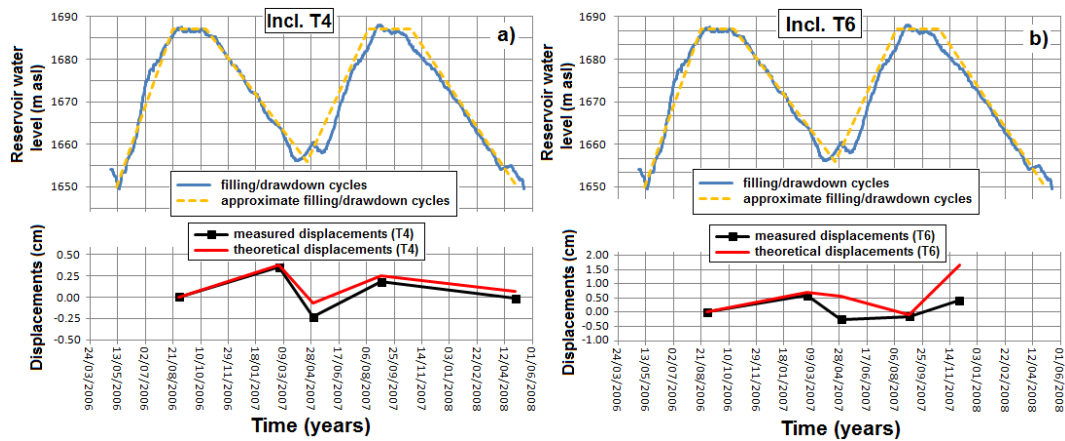 Incl. T4
a)
Reservoir water
level (m asl)
1690
1680
1670
1660
1650
filling/drawdown cycles
approximate filling/drawdown cycles
measured displacements (T4)
theoretical displacements (T4)
Displacements (cm)
0.50
0.25
0.00
-0.25
-0.50
24/03/2006
13/05/2006
02/07/2006
21/08/2006
10/10/2006
29/11/2006
18/01/2007
09/03/2007
28/04/2007
17/06/2007
06/08/2007
25/09/2007
14/11/2007
03/01/2008
22/02/2008
12/04/2008
01/06/2008
Time (years)
Incl. T6
b)
Reservoir water
level (m asl)
1690
1680
1670
1660
1650
filling/drawdown cycles
approximate filling/drawdown cycles
measured displacements (T6)
theoretical displacements (T6)
Displacements (cm)
2.00
1.50
1.00
0.50
0.00
-0.50
-1.00
24/03/2006
13/05/2006
02/07/2006
21/08/2006
10/10/2006
29/11/2006
18/01/2007
09/03/2007
28/04/2007
17/06/2007
06/08/2007
25/09/2007
14/11/2007
03/01/2008
22/02/2008
12/04/2008
01/06/2008
Time (years)